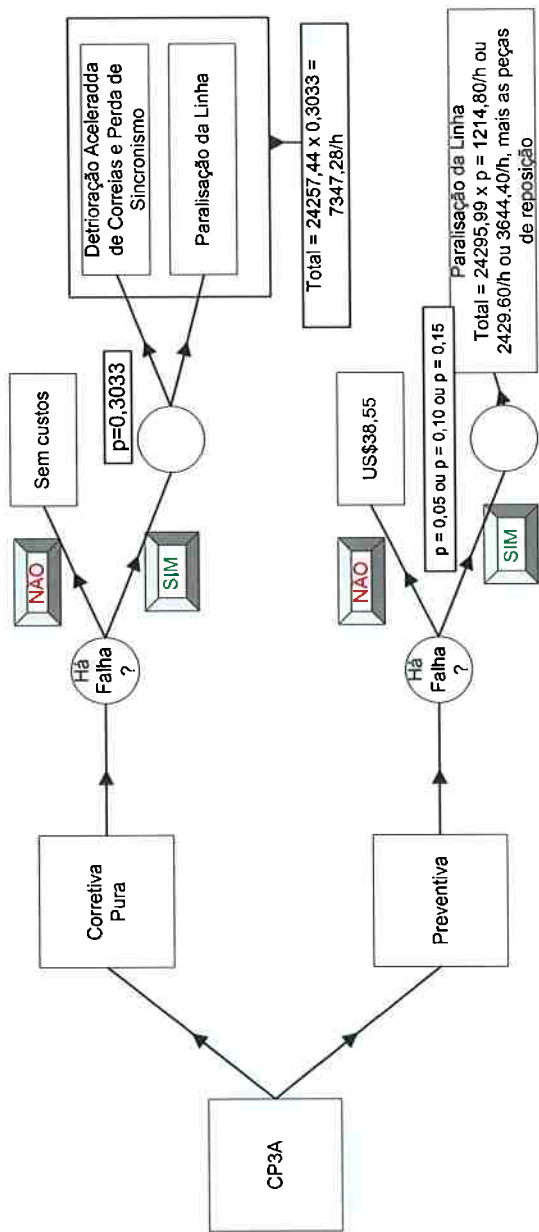 CP3A
Corretiva
Pura
Há
Falha
?
NÃO
Sem custos
SIM
p=0,3033
Detrioração Aceleradda
de Correias e Perda de
Sincronismo
Paralisação da Linha
Total = 24257,44 x 0,3033 =
7347,28/h
Preventiva
Há
Falha
?
NÃO
US$38,55
SIM
p = 0,05 ou p = 0,10 ou p = 0,15
Paralisação da Linha
Total = 24295,99 x p = 1214,80/h ou
2429.60/h ou 3644,40/h, mais as peças
de reposição